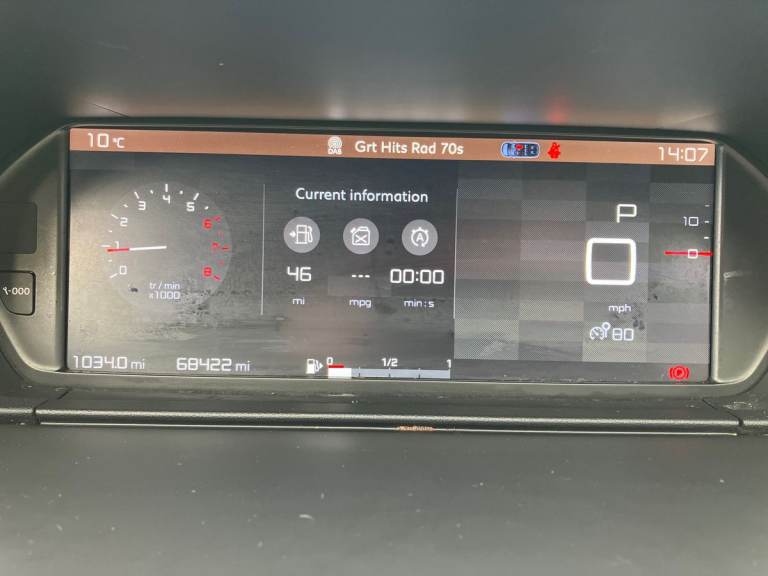 10 °C
DAB
Grt Hits Rad 70s
14:07
0
1
2
3
4
5
6
7
8
tr / min
x1000
Current information
A
46
---
00:00
mi
mpg
min : s
P
0
mph
80
10
0
1034.0 mi
68422 mi
0
1/2
1
P
-000